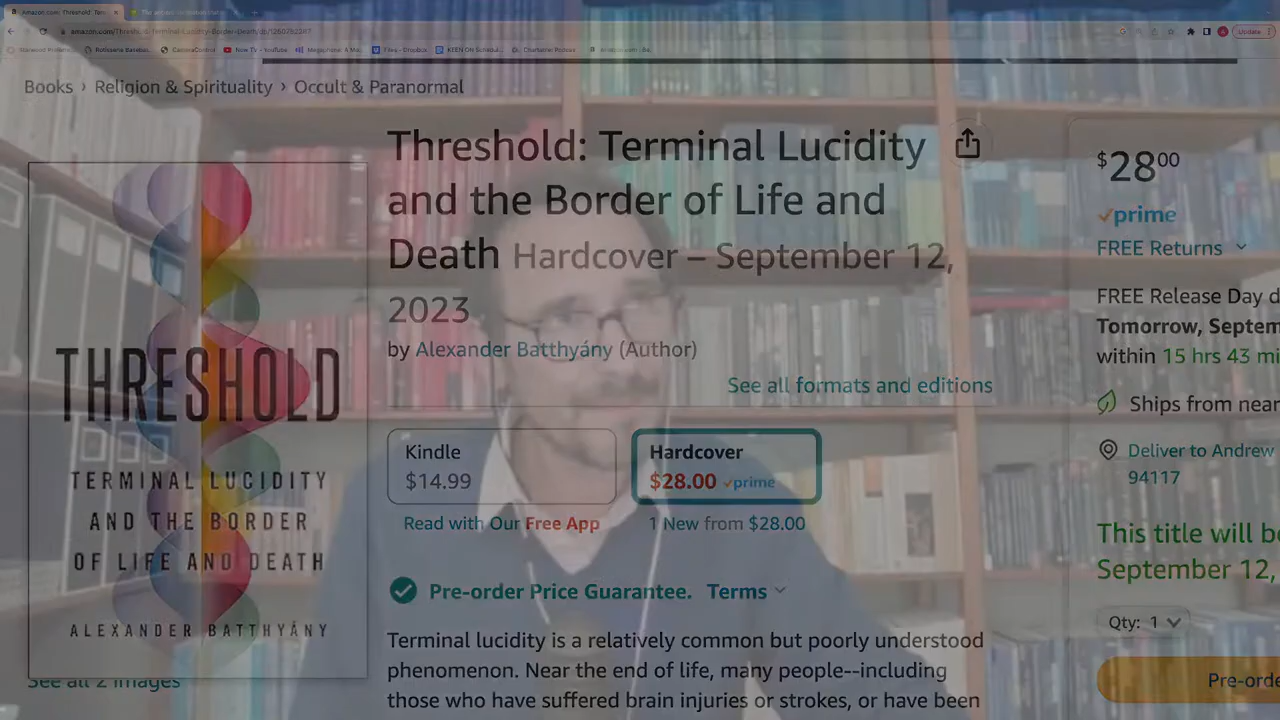 Books › Religion & Spirituality › Occult & Paranormal
Threshold: Terminal Lucidity
and the Border of Life and
Death Hardcover – September 12,
2023
by Alexander Batthyány (Author)
See all formats and editions
Kindle
$14.99
Hardcover
$28.00 prime
Read with Our Free App
1 New from $28.00
Pre-order Price Guarantee. Terms
Terminal lucidity is a relatively common but poorly understood
phenomenon. Near the end of life, many people--including
those who have suffered brain injuries or strokes, or have been
THRESHOLD
TERMINAL LUCIDITY
AND THE BORDER
OF LIFE AND DEATH
ALEXANDER BATTHYÁNY
See all 2 images
$2800
prime
FREE Returns
FREE Release Day d
Tomorrow, Septem
within 15 hrs 43 mi
Ships from near
Deliver to Andrew
94117
This title will b
September 12,
Qty: 1
Pre-orde